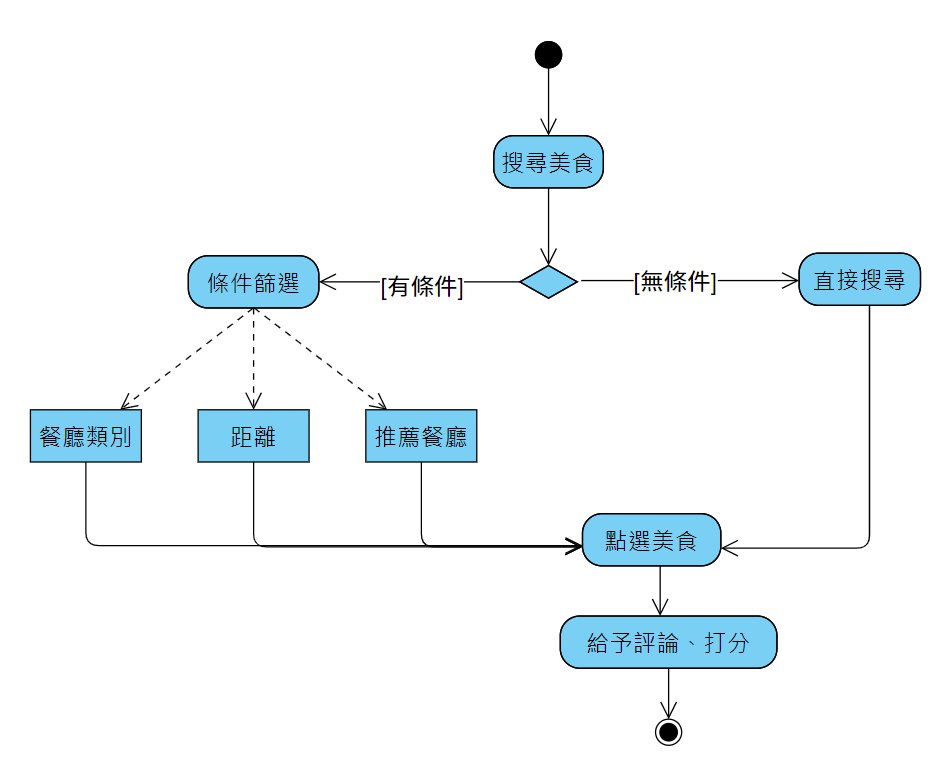 搜尋美食
條件篩選
[有條件]
[無條件]
直接搜尋
餐廳類別
距離
推薦餐廳
點選美食
給予評論、打分